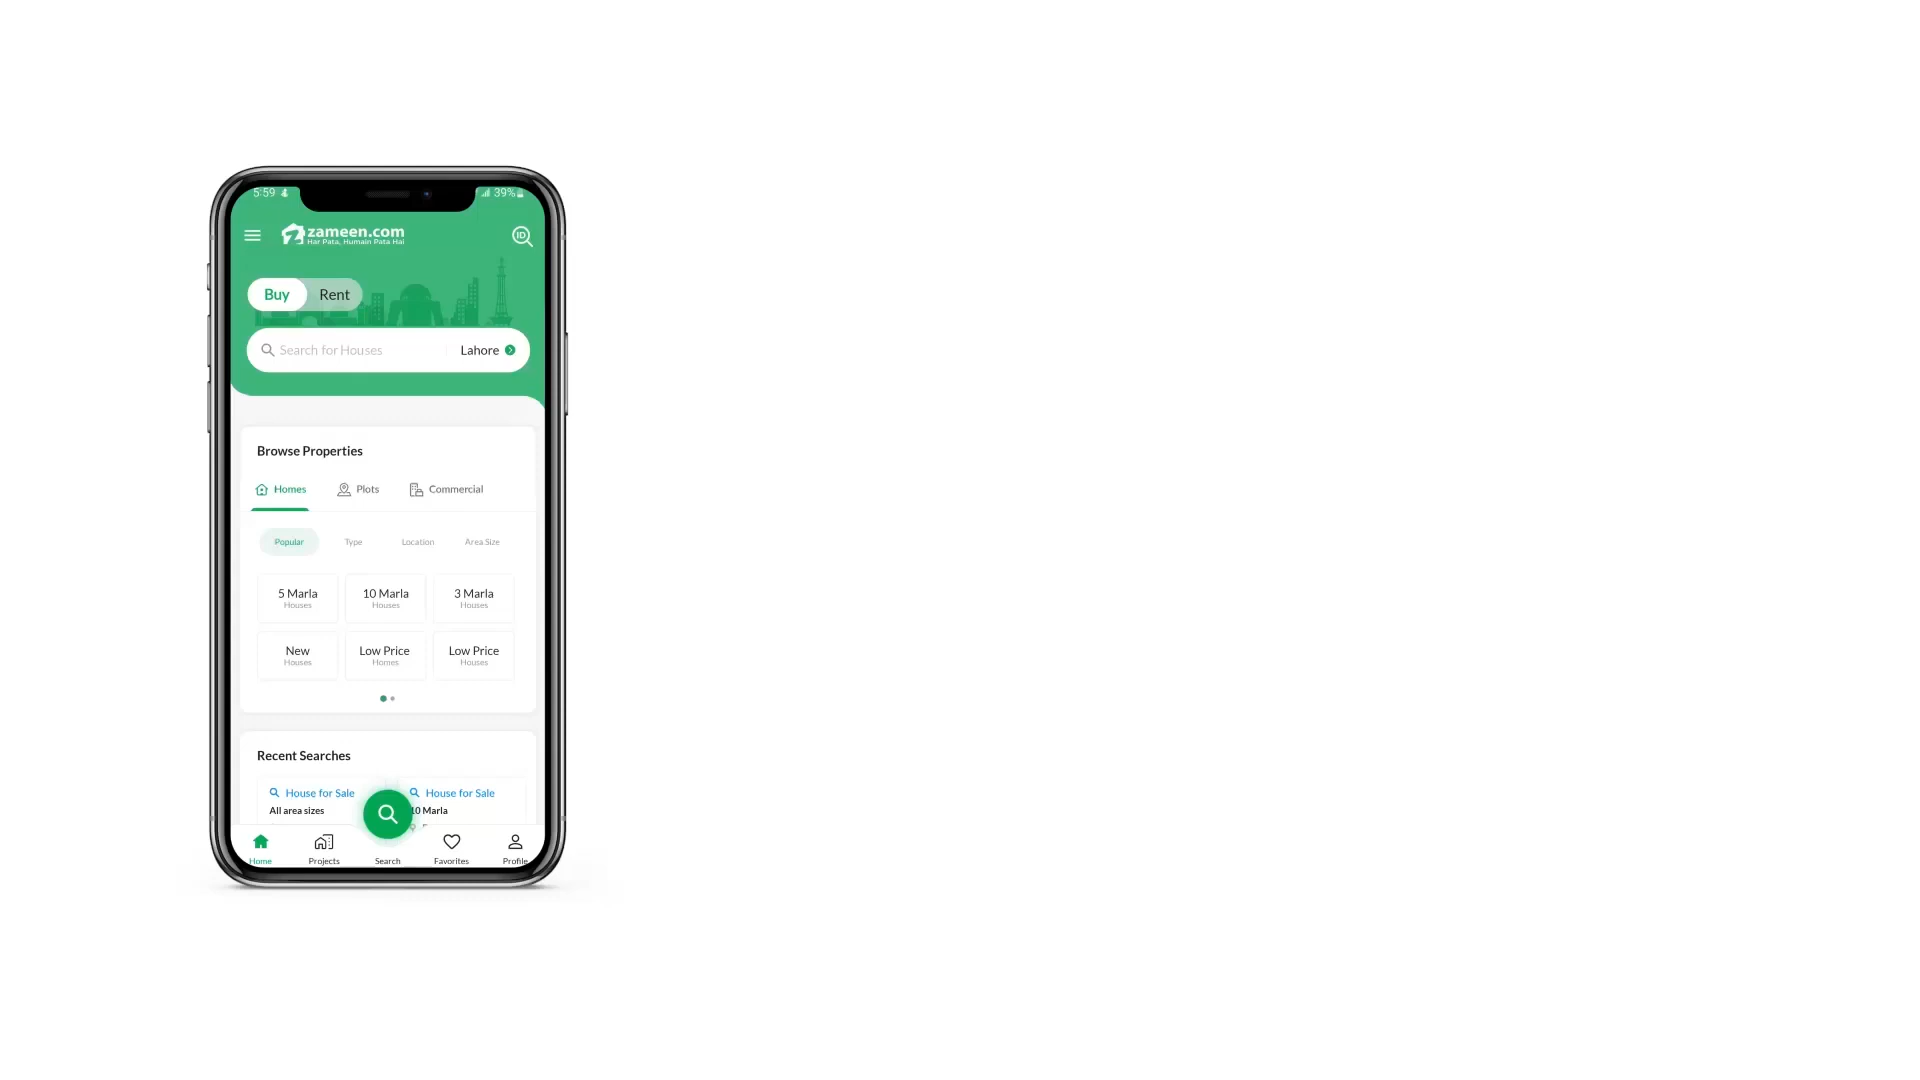 5:59
39%
zameen.com
Har Pata, Humain Pata Hai
ID
Buy Rent
Search for Houses Lahore
Browse Properties
Homes Plots Commercial
Popular Type Location Area Size
5 Marla 10 Marla 3 Marla
Houses Houses Houses
New Low Price Low Price
Houses Homes Houses
Recent Searches
House for Sale House for Sale
All area sizes 10 Marla
Home Projects Search Favorites Profile